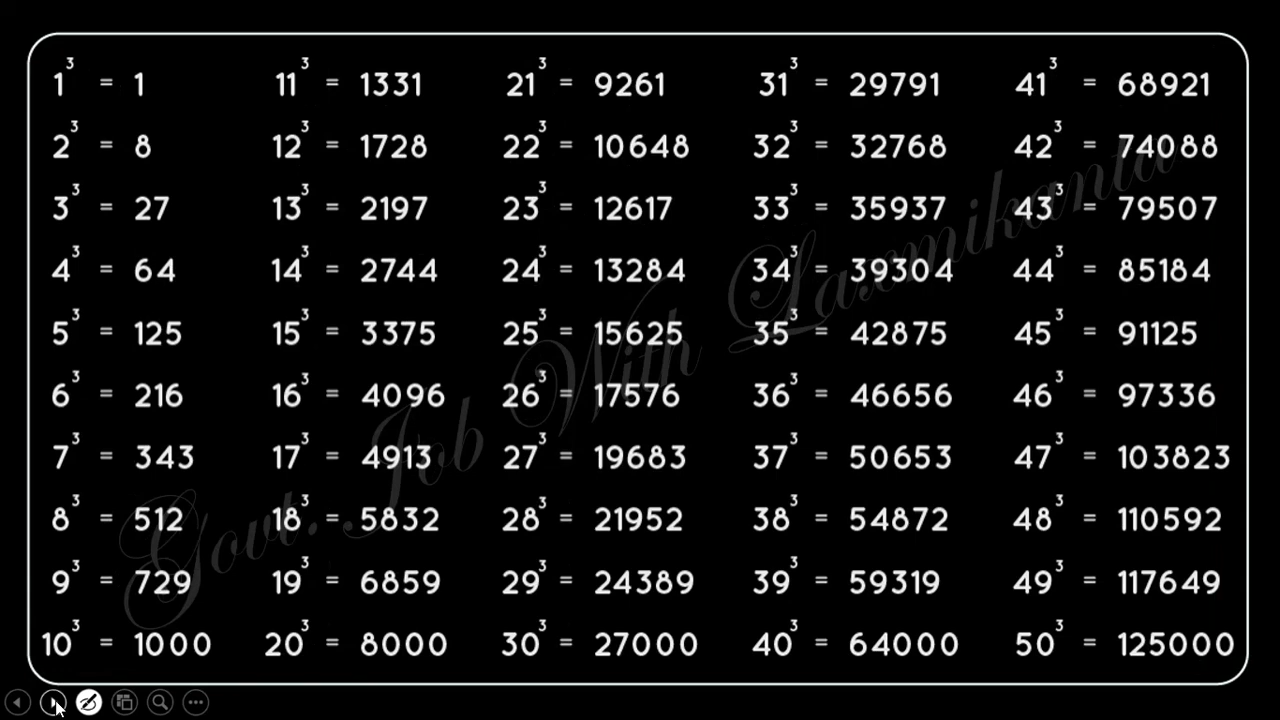 1³ = 1 11³ = 1331 21³ = 9261 31³ = 29791 41³ = 68921
2³ = 8 12³ = 1728 22³ = 10648 32³ = 32768 42³ = 74088
3³ = 27 13³ = 2197 23³ = 12617 33³ = 35937 43³ = 79507
4³ = 64 14³ = 2744 24³ = 13284 34³ = 39304 44³ = 85184
5³ = 125 15³ = 3375 25³ = 15625 35³ = 42875 45³ = 91125
6³ = 216 16³ = 4096 26³ = 17576 36³ = 46656 46³ = 97336
7³ = 343 17³ = 4913 27³ = 19683 37³ = 50653 47³ = 103823
8³ = 512 18³ = 5832 28³ = 21952 38³ = 54872 48³ = 110592
9³ = 729 19³ = 6859 29³ = 24389 39³ = 59319 49³ = 117649
10³ = 1000 20³ = 8000 30³ = 27000 40³ = 64000 50³ = 125000
Govt. Job With Laxmikanta